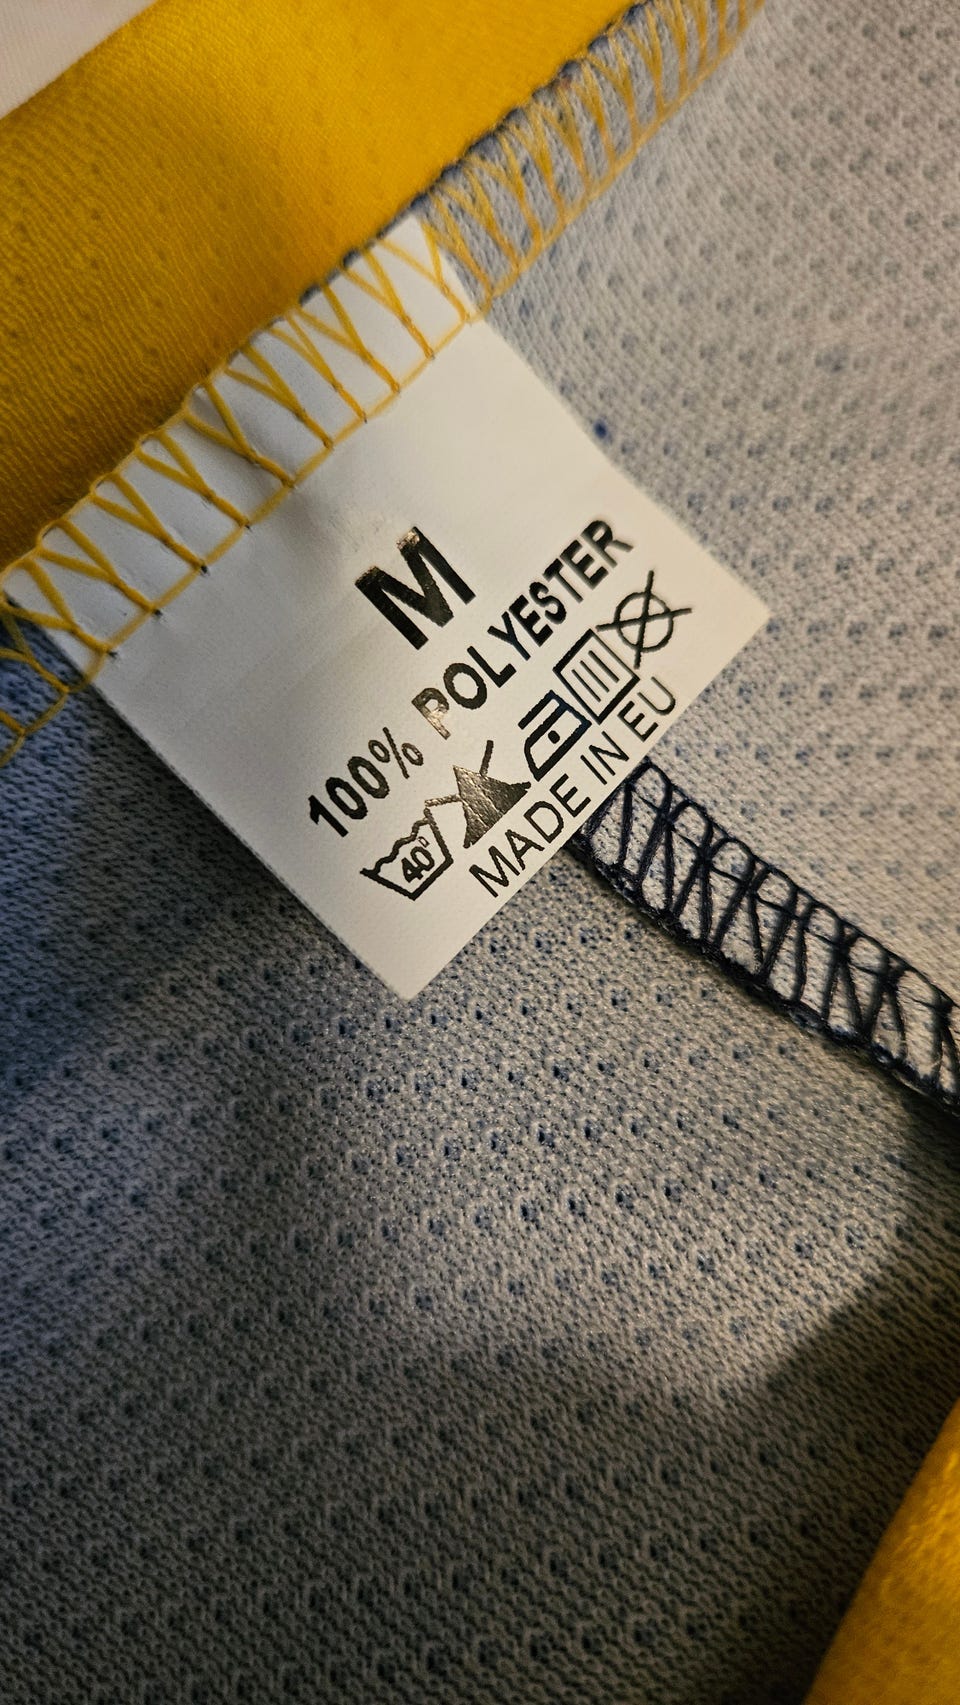 M
100% POLYESTER
40°
MADE IN EU